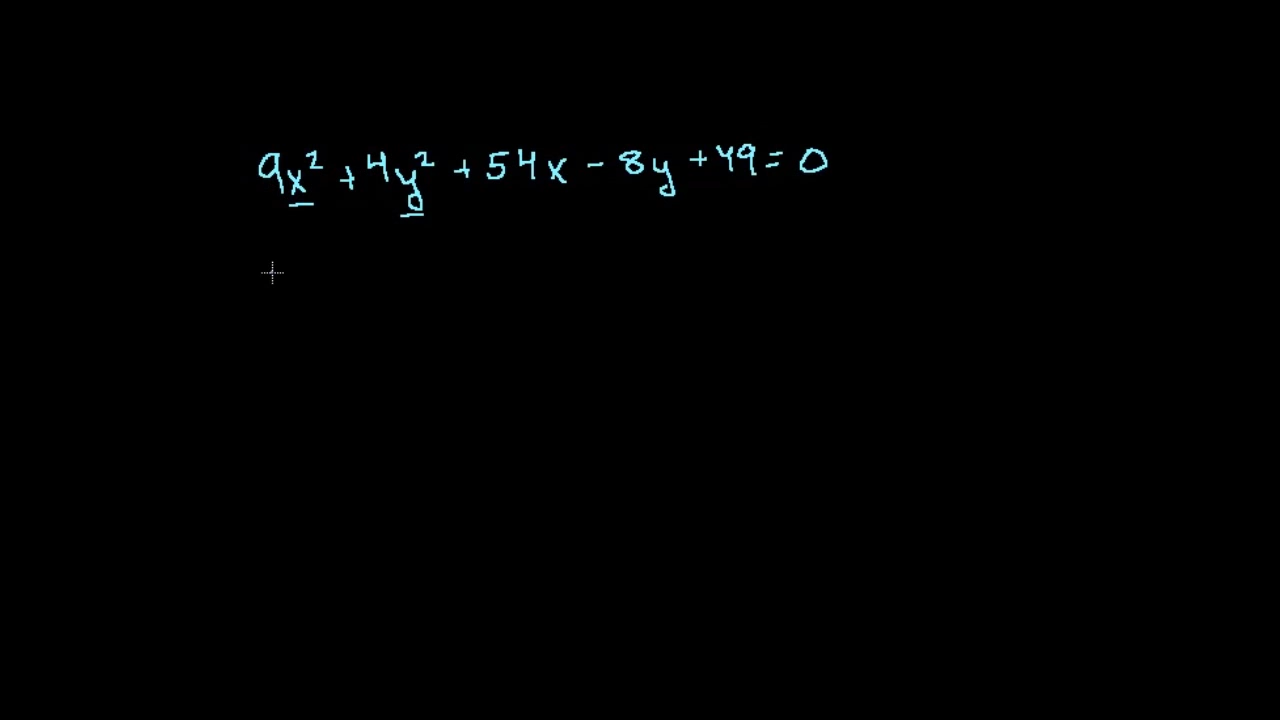 9x² + 4y² + 54x - 8y + 49 = 0